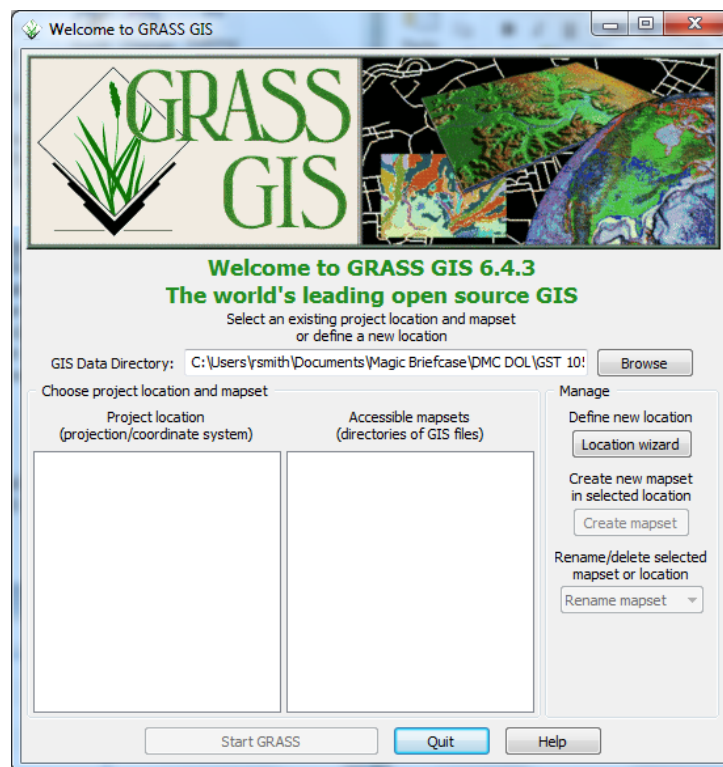 Welcome to GRASS GIS
GRASS
GIS
Welcome to GRASS GIS 6.4.3
The world's leading open source GIS
Select an existing project location and mapset
or define a new location
GIS Data Directory: C:\Users\rsmith\Documents\Magic Briefcase\DMC DOL\GST 105 Browse
Choose project location and mapset
Project location
(projection/coordinate system)
Accessible mapsets
(directories of GIS files)
Manage
Define new location
Location wizard
Create new mapset
in selected location
Create mapset
Rename/delete selected
mapset or location
Rename mapset
Start GRASS Quit Help